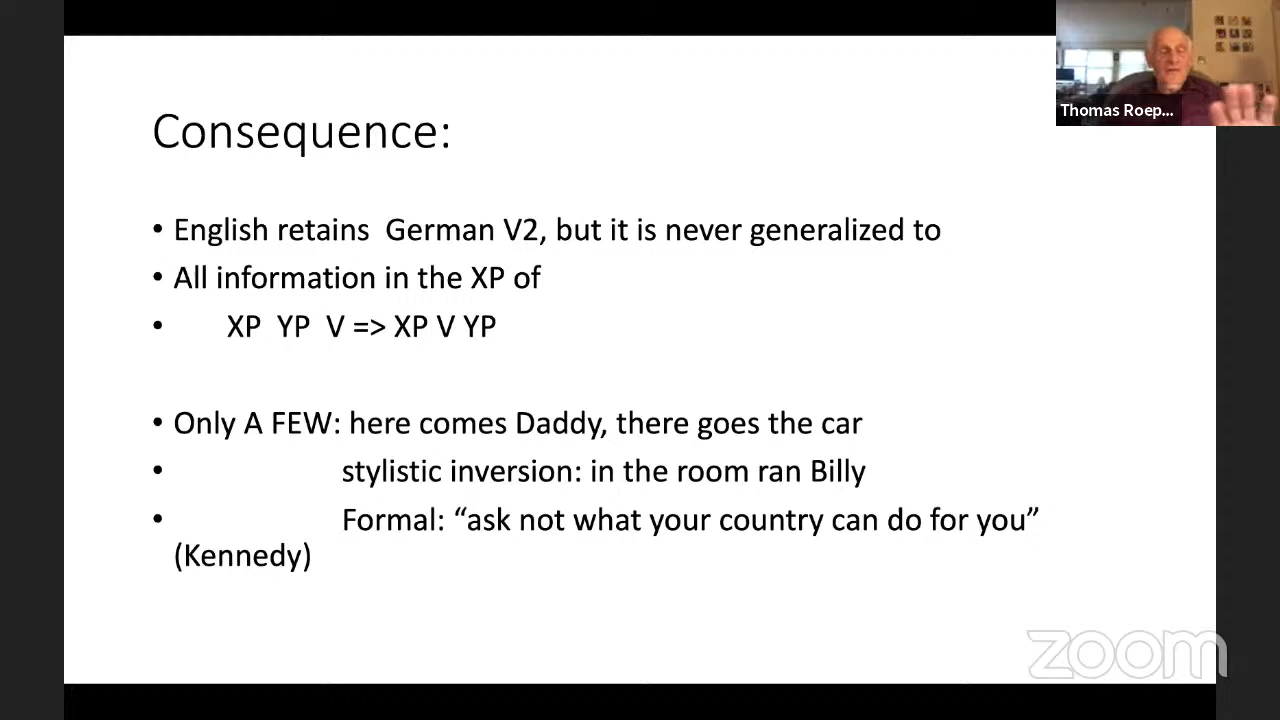 Thomas Roep...
Consequence:
• English retains German V2, but it is never generalized to
• All information in the XP of
• XP YP V => XP V YP
• Only A FEW: here comes Daddy, there goes the car
• stylistic inversion: in the room ran Billy
• Formal: “ask not what your country can do for you”
(Kennedy)
zoom